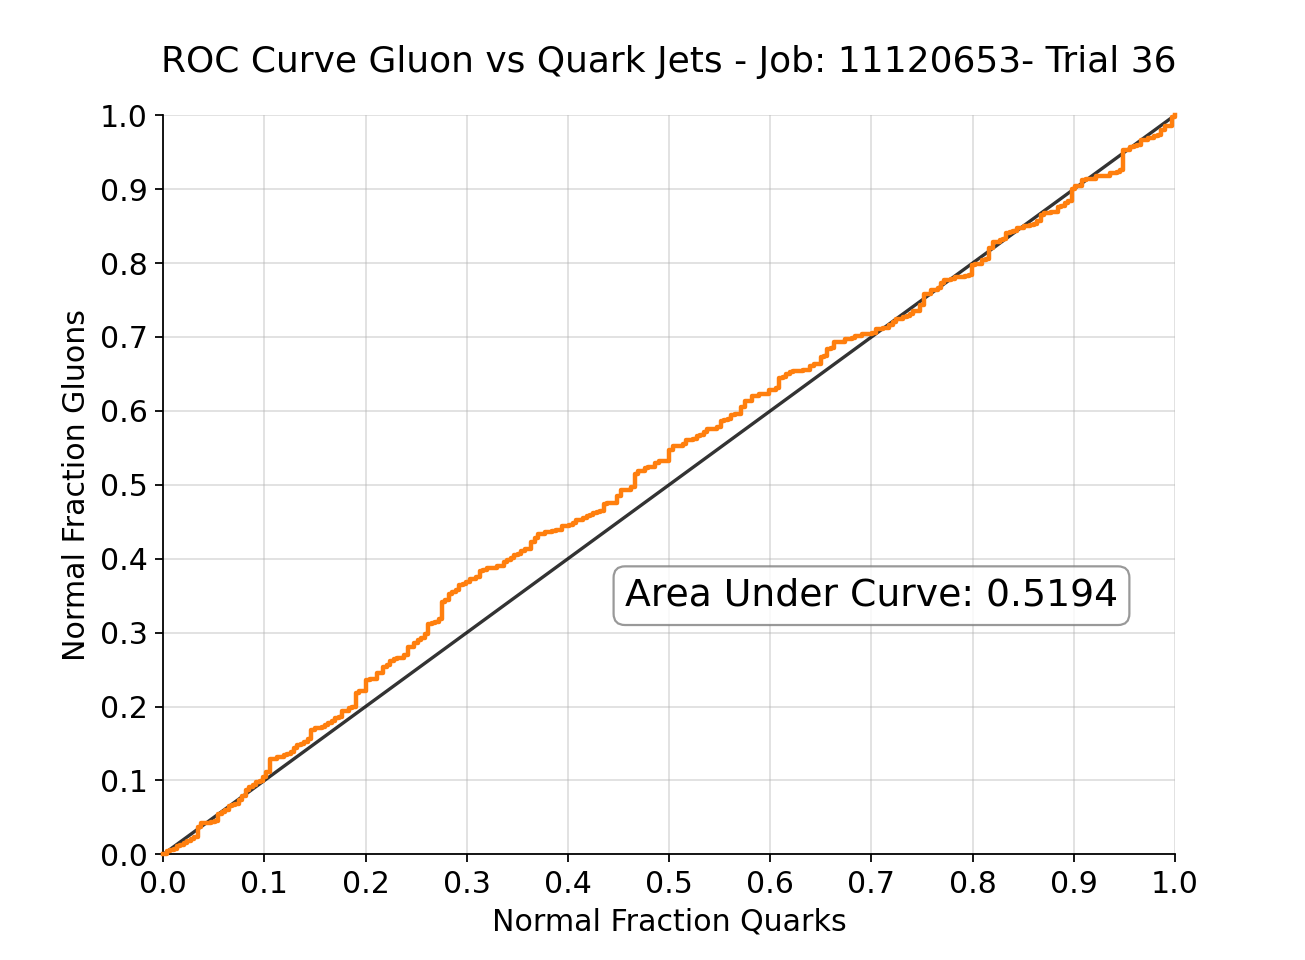 ROC Curve Gluon vs Quark Jets - Job: 11120653- Trial 36
1.0
0.9
0.8
0.7
0.6
0.5
0.4
0.3
0.2
0.1
0.0
Normal Fraction Gluons
Area Under Curve: 0.5194
0.0 0.1 0.2 0.3 0.4 0.5 0.6 0.7 0.8 0.9 1.0
Normal Fraction Quarks